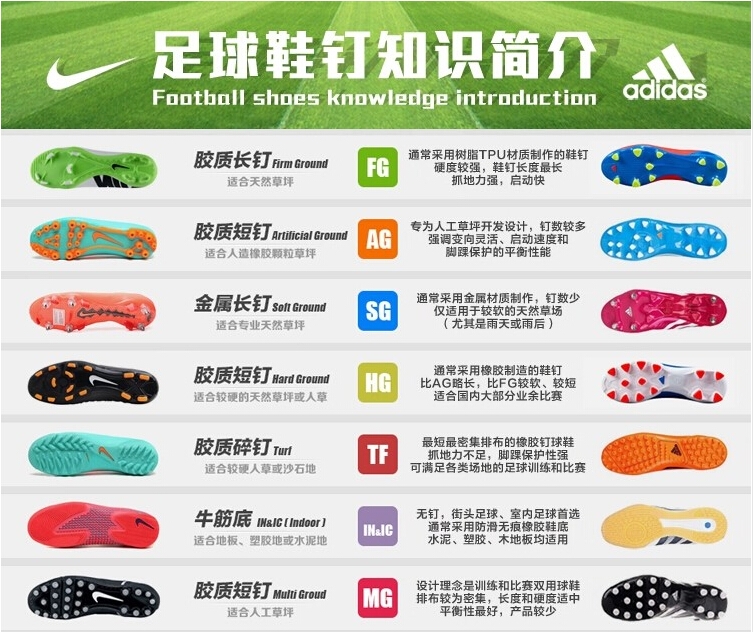 足球鞋钉知识简介
Football shoes knowledge introduction
adidas
胶质长钉 Firm Ground
适合天然草坪
FG
通常采用树脂TPU材质制作的鞋钉
硬度较强，鞋钉长度最长
抓地力强，启动快
胶质短钉 Artificial Ground
适合人造橡胶颗粒草坪
AG
专为人工草坪开发设计，钉数较多
强调变向灵活、启动速度和
脚踝保护的平衡性能
金属长钉 Soft Ground
适合专业天然草坪
SG
通常采用金属材质制作，钉数少
仅适用于较软的天然草场
（尤其是雨天或雨后）
胶质短钉 Hard Ground
适合较硬的天然草坪或人草
HG
通常采用橡胶制造的鞋钉
比AG略长，比FG较软、较短
适合国内大部分业余比赛
胶质碎钉 Turf
适合较硬人草或沙石地
TF
最短最密集排布的橡胶钉球鞋
抓地力不足，脚踝保护性强
可满足各类场地的足球训练和比赛
牛筋底 IN&IC ( Indoor )
适合地板、塑胶地或水泥地
IN&IC
无钉，街头足球、室内足球首选
通常采用防滑无痕橡胶鞋底
水泥、塑胶、木地板均适用
胶质短钉 Multi Groud
适合人工草坪
MG
设计理念是训练和比赛双用球鞋
排布较为密集，长度和硬度适中
平衡性最好，产品较少